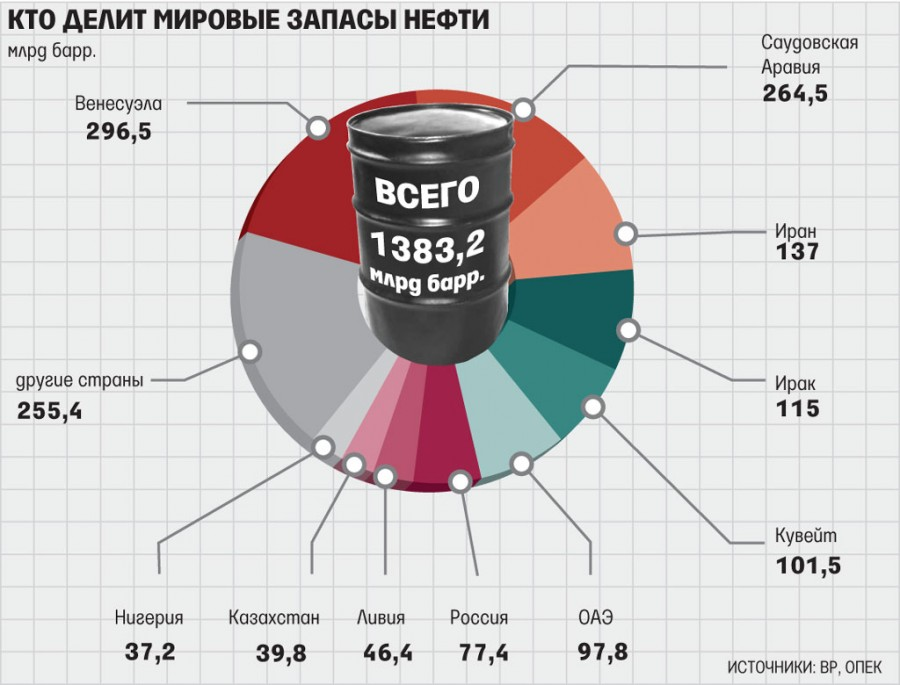 КТО ДЕЛИТ МИРОВЫЕ ЗАПАСЫ НЕФТИ
млрд барр.
Саудовская
Аравия
264,5
Венесуэла
296,5
ВСЕГО
1383,2
млрд барр.
Иран
137
другие страны
255,4
Ирак
115
Кувейт
101,5
Нигерия
37,2
Казахстан
39,8
Ливия
46,4
Россия
77,4
ОАЭ
97,8
ИСТОЧНИКИ: BP, ОПЕК